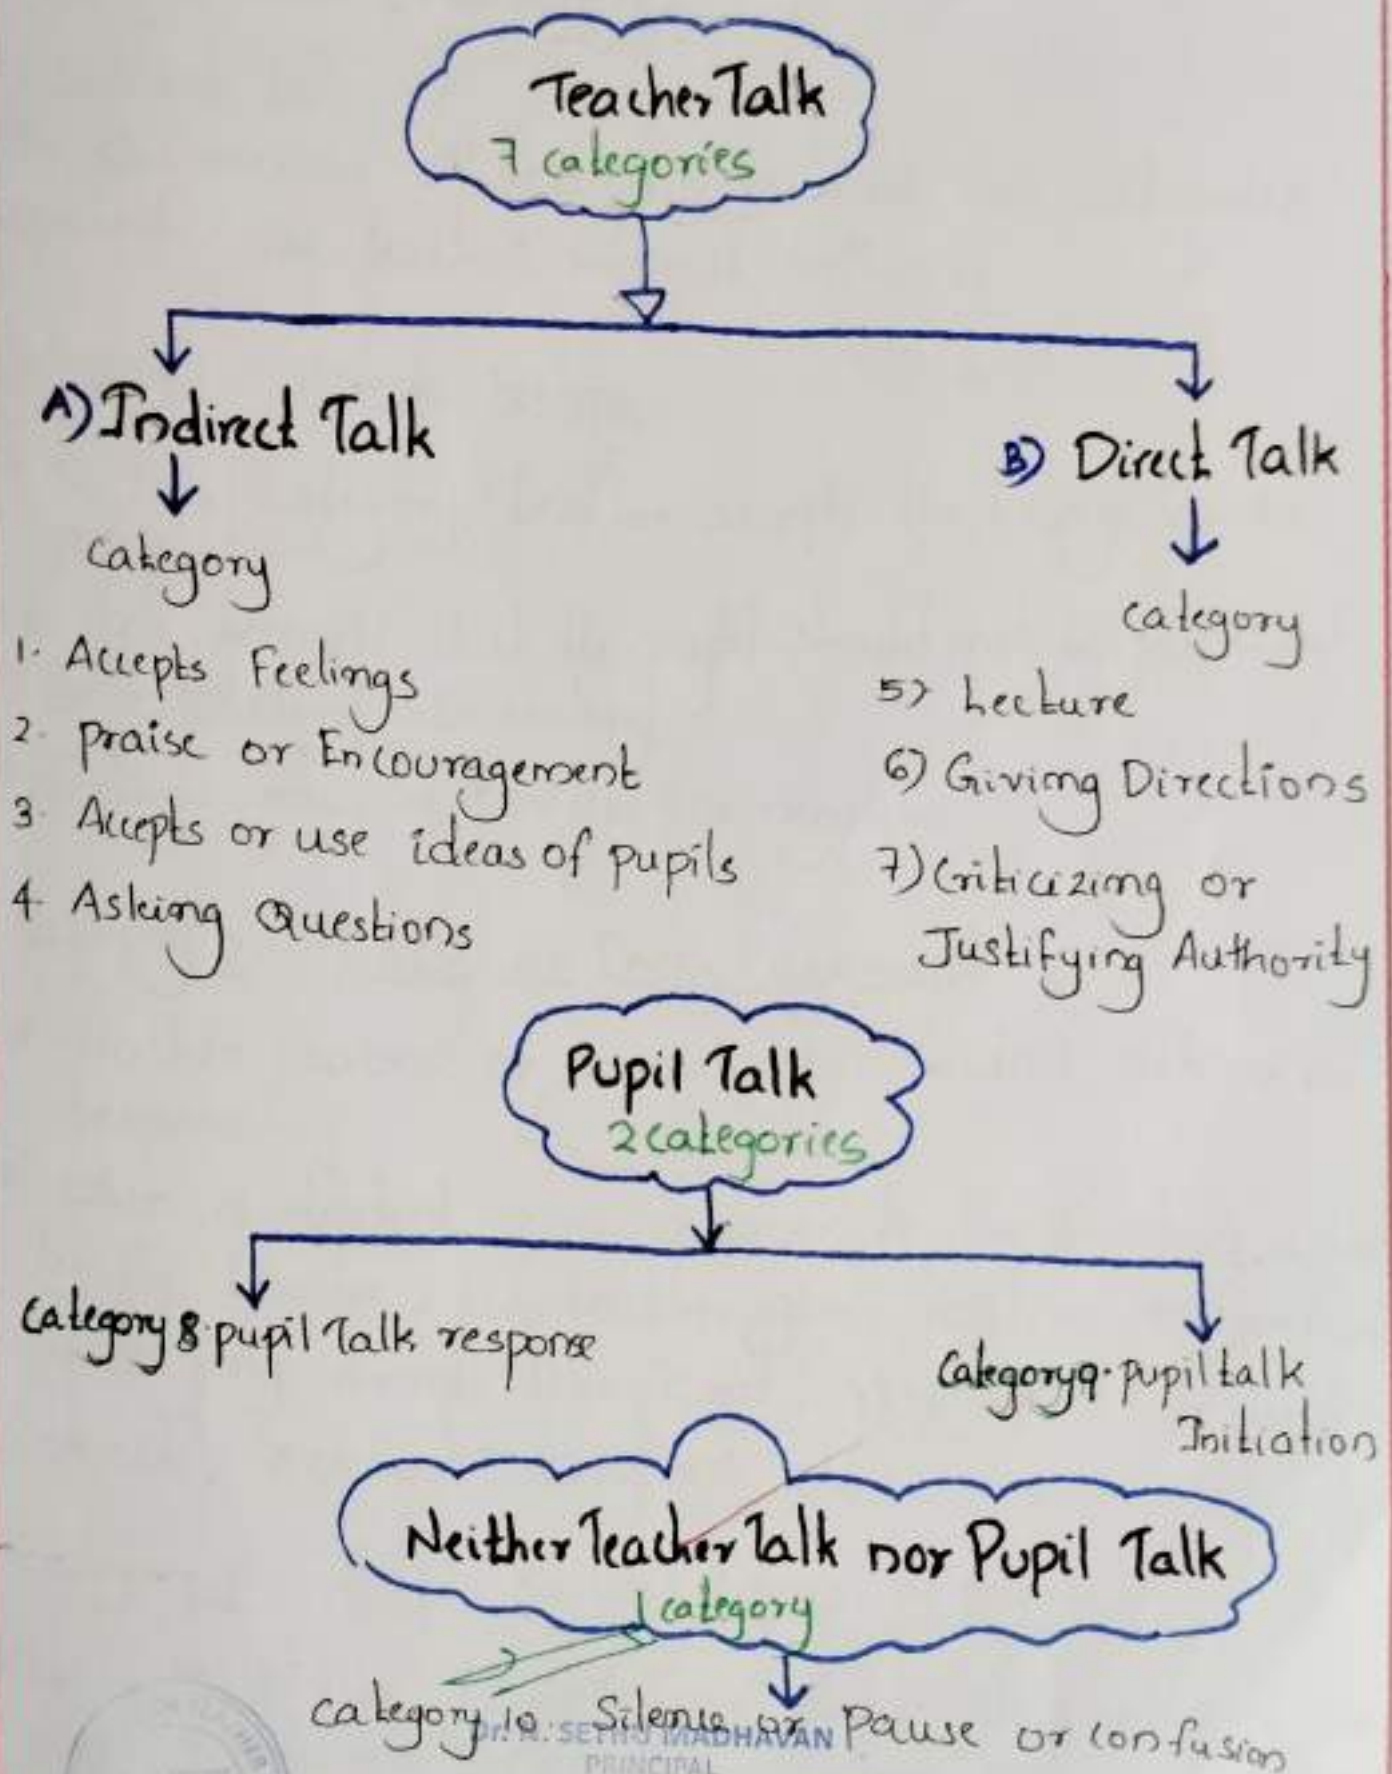 Teacher Talk
7 categories
A) Indirect Talk
B) Direct Talk
category
category
1. Accepts Feelings
2. praise or Encouragement
3. Accepts or use ideas of pupils
4. Asking Questions
5) Lecture
6) Giving Directions
7) Criticizing or
Justifying Authority
Pupil Talk
2 categories
Category 8. pupil Talk response
Category 9. pupil talk
Initiation
Neither Teacher Talk nor Pupil Talk
1 category
category 10 Silence or Pause or confusion
SETHU MADHAVAN
PRINCIPAL